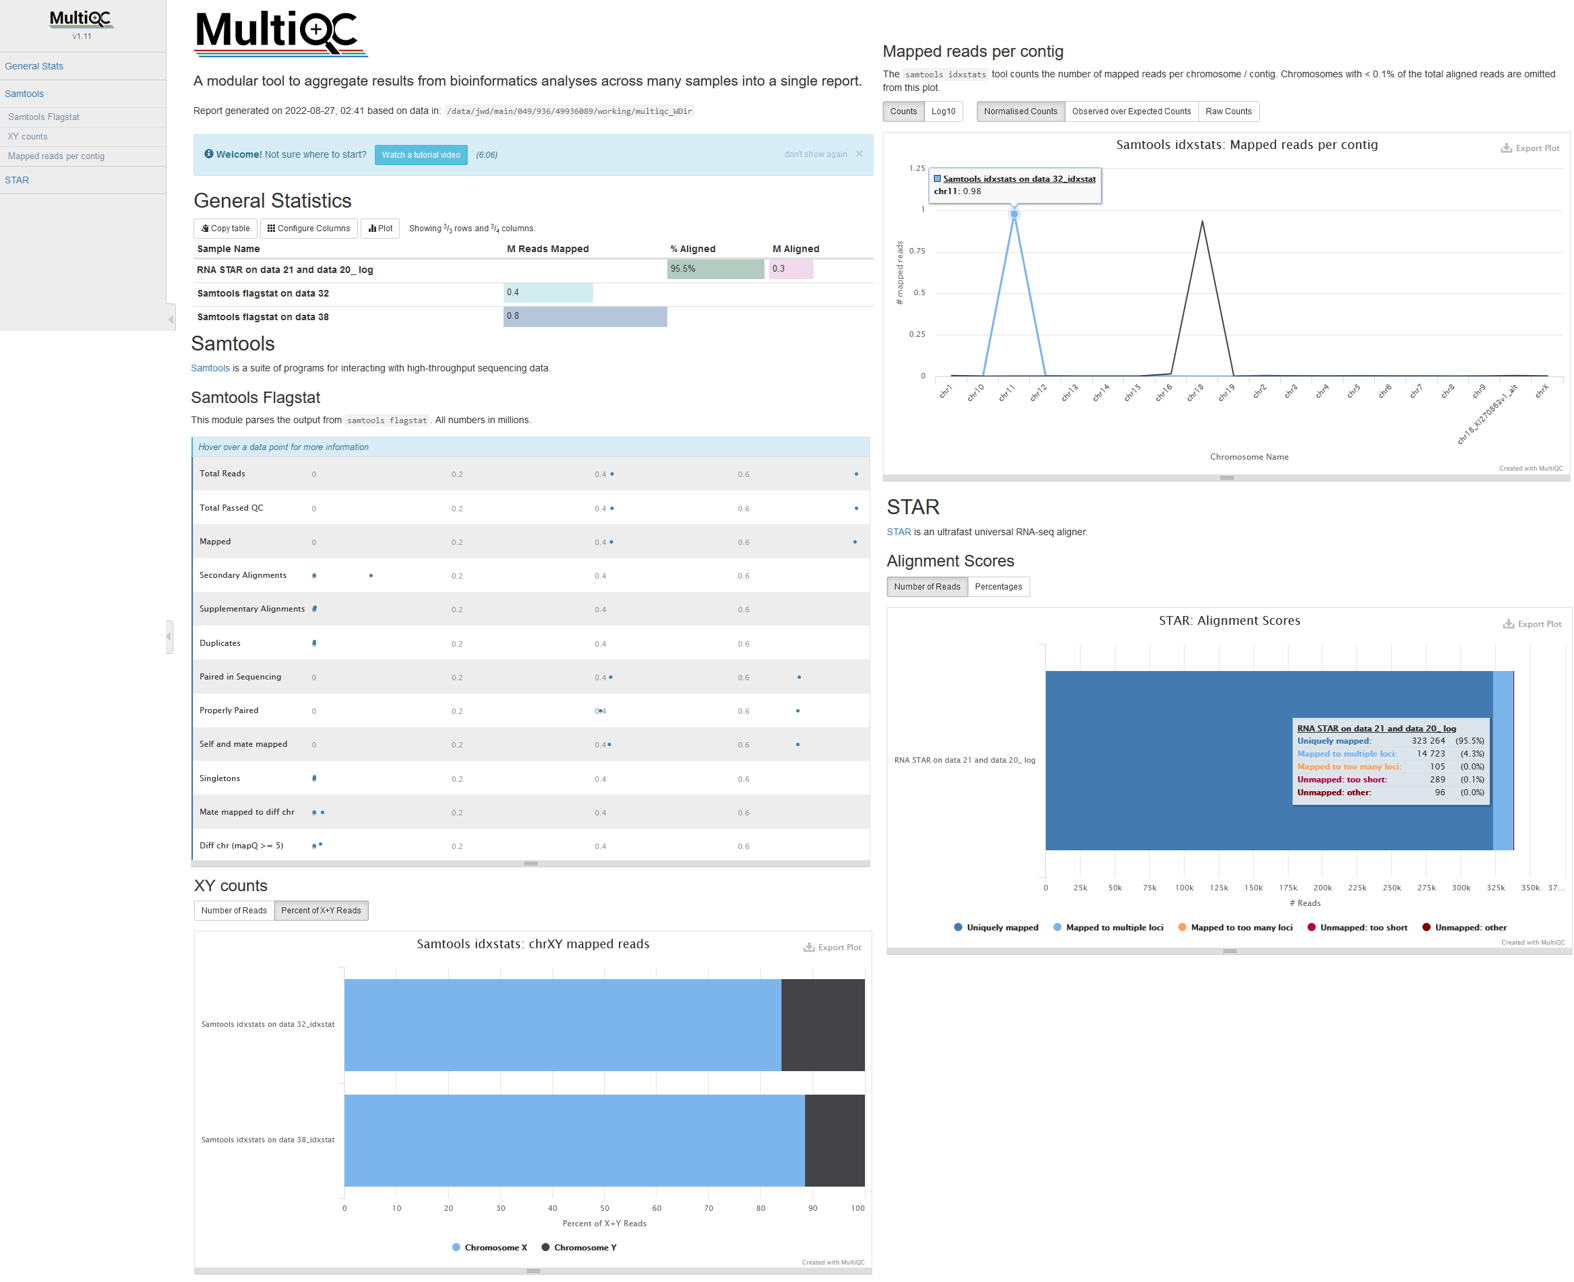 MultiQC
v1.11
General Stats
Samtools
Samtools Flagstat
XY counts
Mapped reads per contig
STAR
MultiQC
A modular tool to aggregate results from bioinformatics analyses across many samples into a single report.
Report generated on 2022-08-27, 02:41 based on data in: /data/jwd/main/049/936/49936089/working/multiqc_WDir
Welcome! Not sure where to start? Watch a tutorial video (6:06) don't show again ×
General Statistics
Copy table Configure Columns Plot Showing 3/3 rows and 3/4 columns.
Sample Name M Reads Mapped % Aligned M Aligned
RNA STAR on data 21 and data 20_ log 95.5% 0.3
Samtools flagstat on data 32 0.4
Samtools flagstat on data 38 0.8
Samtools
Samtools is a suite of programs for interacting with high-throughput sequencing data.
Samtools Flagstat
This module parses the output from samtools flagstat. All numbers in millions.
Hover over a data point for more information
Total Reads 0 0.2 0.4 0.6
Total Passed QC 0 0.2 0.4 0.6
Mapped 0 0.2 0.4 0.6
Secondary Alignments 0 0.2 0.4 0.6
Supplementary Alignments 0 0.2 0.4 0.6
Duplicates 0 0.2 0.4 0.6
Paired in Sequencing 0 0.2 0.4 0.6
Properly Paired 0 0.2 0.4 0.6
Self and mate mapped 0 0.2 0.4 0.6
Singletons 0 0.2 0.4 0.6
Mate mapped to diff chr 0 0.2 0.4 0.6
Diff chr (mapQ >= 5) 0 0.2 0.4 0.6
XY counts
Number of Reads Percent of X+Y Reads
Samtools idxstats: chrXY mapped reads
Export Plot
Samtools idxstats on data 32_idxstat
Samtools idxstats on data 38_idxstat
0 10 20 30 40 50 60 70 80 90 100
Percent of X+Y Reads
Chromosome X Chromosome Y
Created with MultiQC
Mapped reads per contig
The samtools idxstats tool counts the number of mapped reads per chromosome / contig. Chromosomes with < 0.1% of the total aligned reads are omitted
from this plot.
Counts Log10 Normalised Counts Observed over Expected Counts Raw Counts
Samtools idxstats: Mapped reads per contig
Export Plot
Samtools idxstats on data 32_idxstat
chr11: 0.98
# mapped reads
1.25
1
0.75
0.5
0.25
0
chr1 chr10 chr11 chr12 chr13 chr14 chr15 chr16 chr18 chr19 chr2 chr3 chr4 chr5 chr6 chr7 chr8 chr9 chr18_KI270863v1_alt chrX
Chromosome Name
Created with MultiQC
STAR
STAR is an ultrafast universal RNA-seq aligner.
Alignment Scores
Number of Reads Percentages
STAR: Alignment Scores
Export Plot
RNA STAR on data 21 and data 20_ log
RNA STAR on data 21 and data 20_ log
Uniquely mapped: 323 264 (95.5%)
Mapped to multiple loci: 14 723 (4.3%)
Mapped to too many loci: 105 (0.0%)
Unmapped: too short: 289 (0.1%)
Unmapped: other: 96 (0.0%)
0 25k 50k 75k 100k 125k 150k 175k 200k 225k 250k 275k 300k 325k 350k 37...
# Reads
Uniquely mapped Mapped to multiple loci Mapped to too many loci Unmapped: too short Unmapped: other
Created with MultiQC